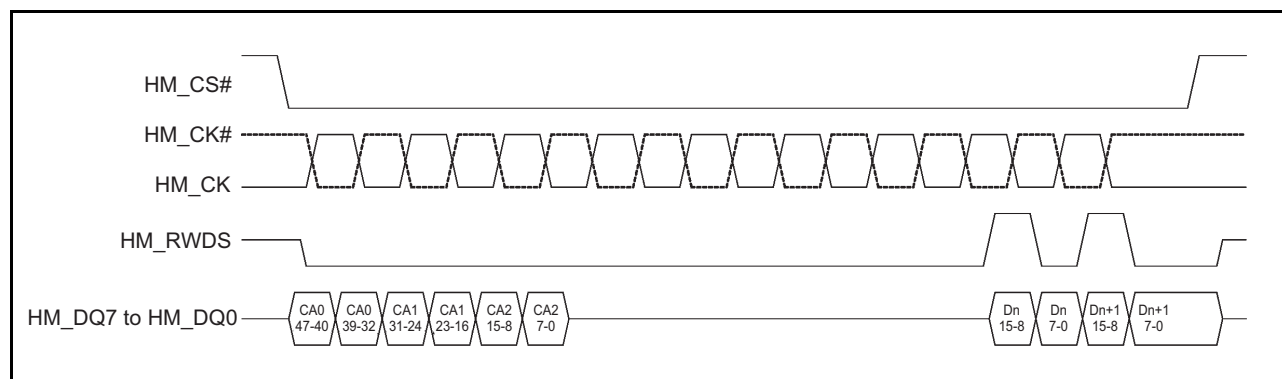 HM_CS#
HM_CK#
HM_CK
HM_RWDS
HM_DQ7 to HM_DQ0
CA0 CA0 CA1 CA1 CA2 CA2 Dn Dn Dn+1 Dn+1
47-40 39-32 31-24 23-16 15-8 7-0 15-8 7-0 15-8 7-0